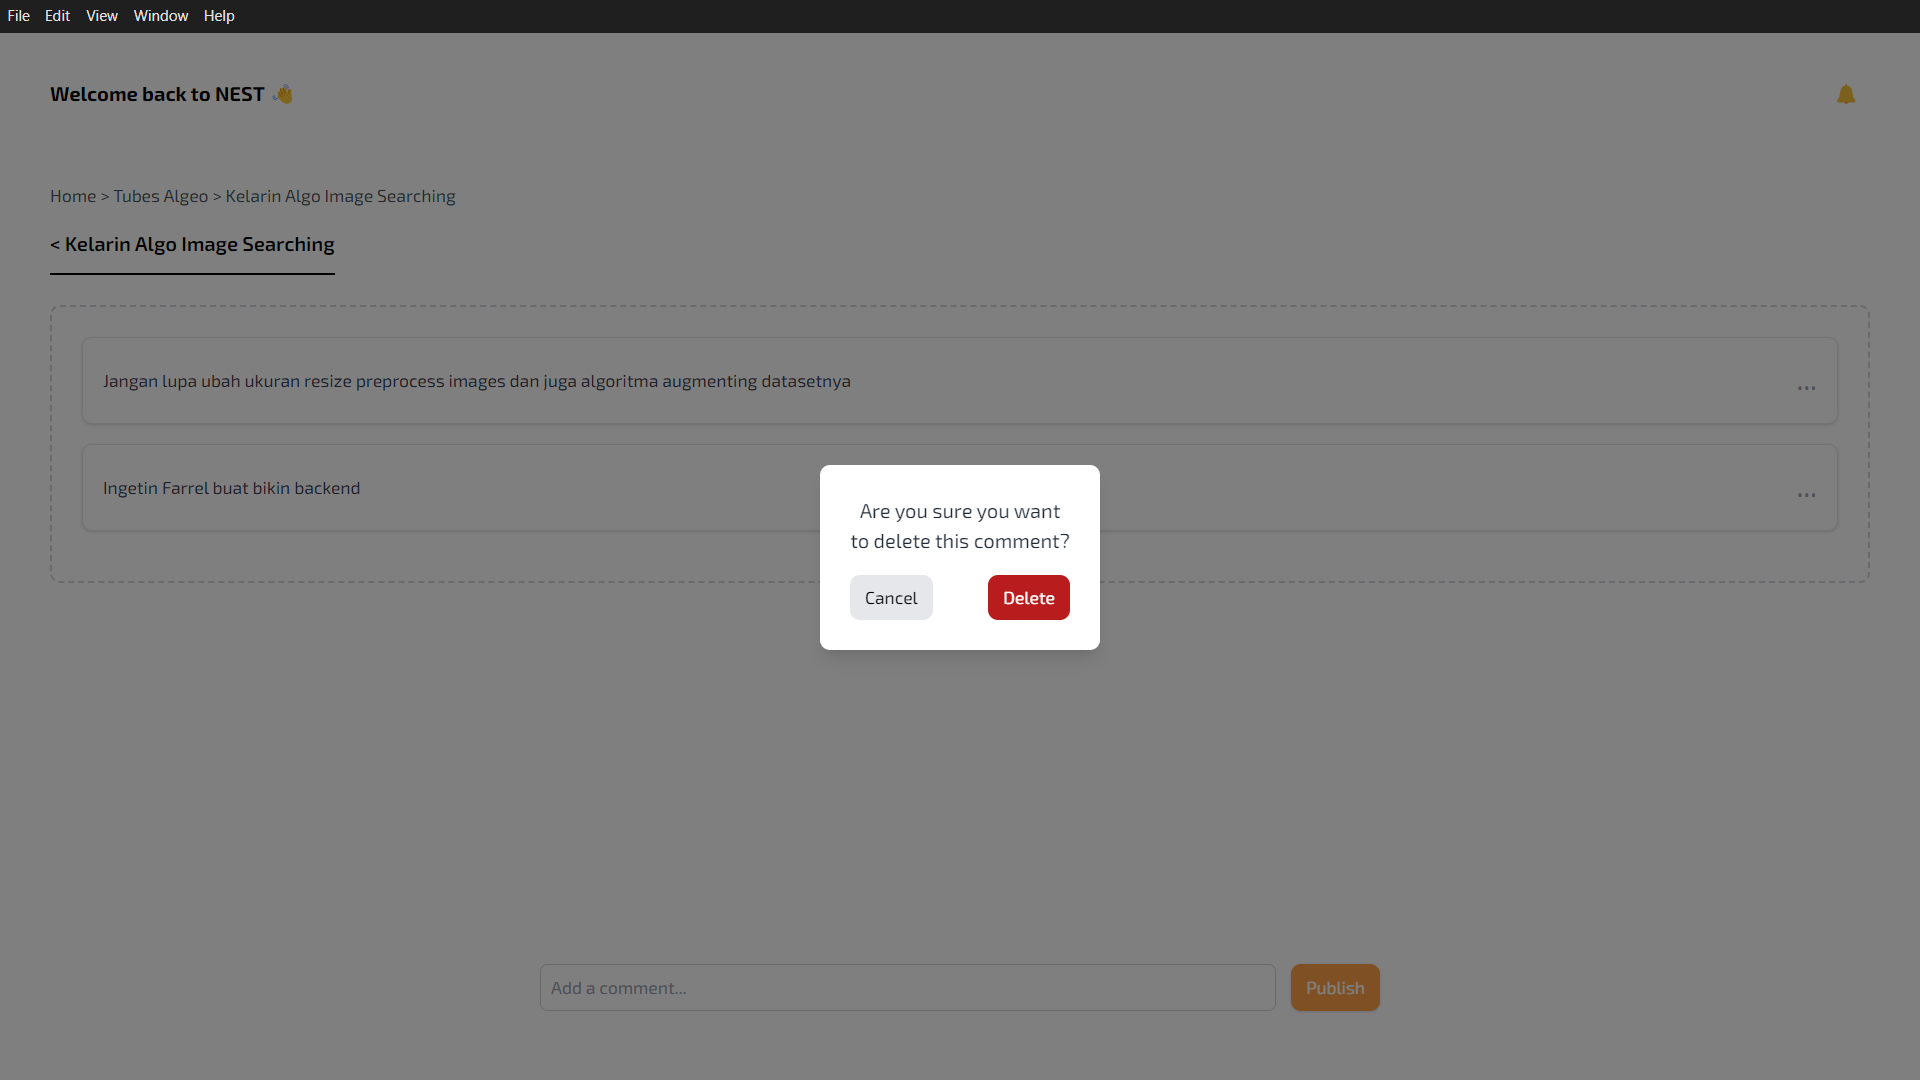 File Edit View Window Help
Welcome back to NEST 👋
Home > Tubes Algeo > Kelarin Algo Image Searching
< Kelarin Algo Image Searching
Jangan lupa ubah ukuran resize preprocess images dan juga algoritma augmenting datasetnya
...
Ingetin Farrel buat bikin backend
...
Are you sure you want
to delete this comment?
Cancel Delete
Add a comment... Publish